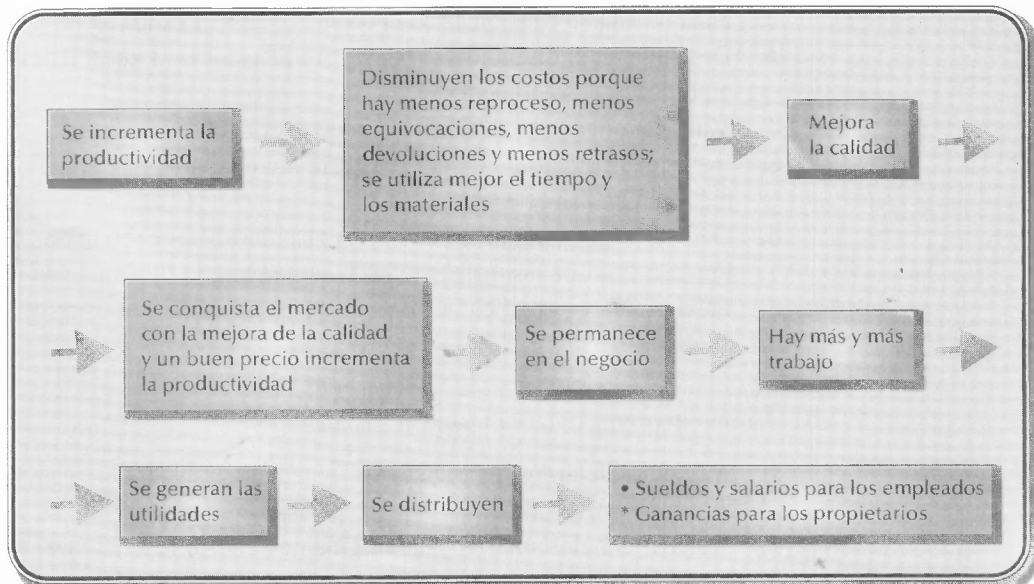 Se incrementa la
productividad
Disminuyen los costos porque
hay menos reproceso, menos
equivocaciones, menos
devoluciones y menos retrasos;
se utiliza mejor el tiempo y
los materiales
Mejora
la calidad
Se conquista el mercado
con la mejora de la calidad
y un buen precio incrementa
la productividad
Se permanece
en el negocio
Hay más y más
trabajo
Se generan las
utilidades
Se distribuyen
• Sueldos y salarios para los empleados
* Ganancias para los propietarios